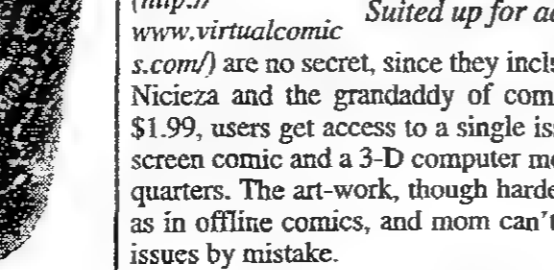 (http://
www.virtualcomic
Suited up for a
s.com/) are no secret, since they incl
Nicieza and the grandaddy of com
$1.99, users get access to a single is
screen comic and a 3-D computer m
quarters. The art-work, though harde
as in offline comics, and mom can't
issues by mistake.